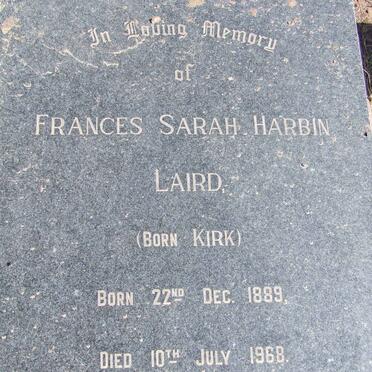 In Loving Memory
of
FRANCES SARAH HARBIN
LAIRD,
(BORN KIRK)
BORN 22ND DEC. 1889,
DIED 10TH JULY 1968.